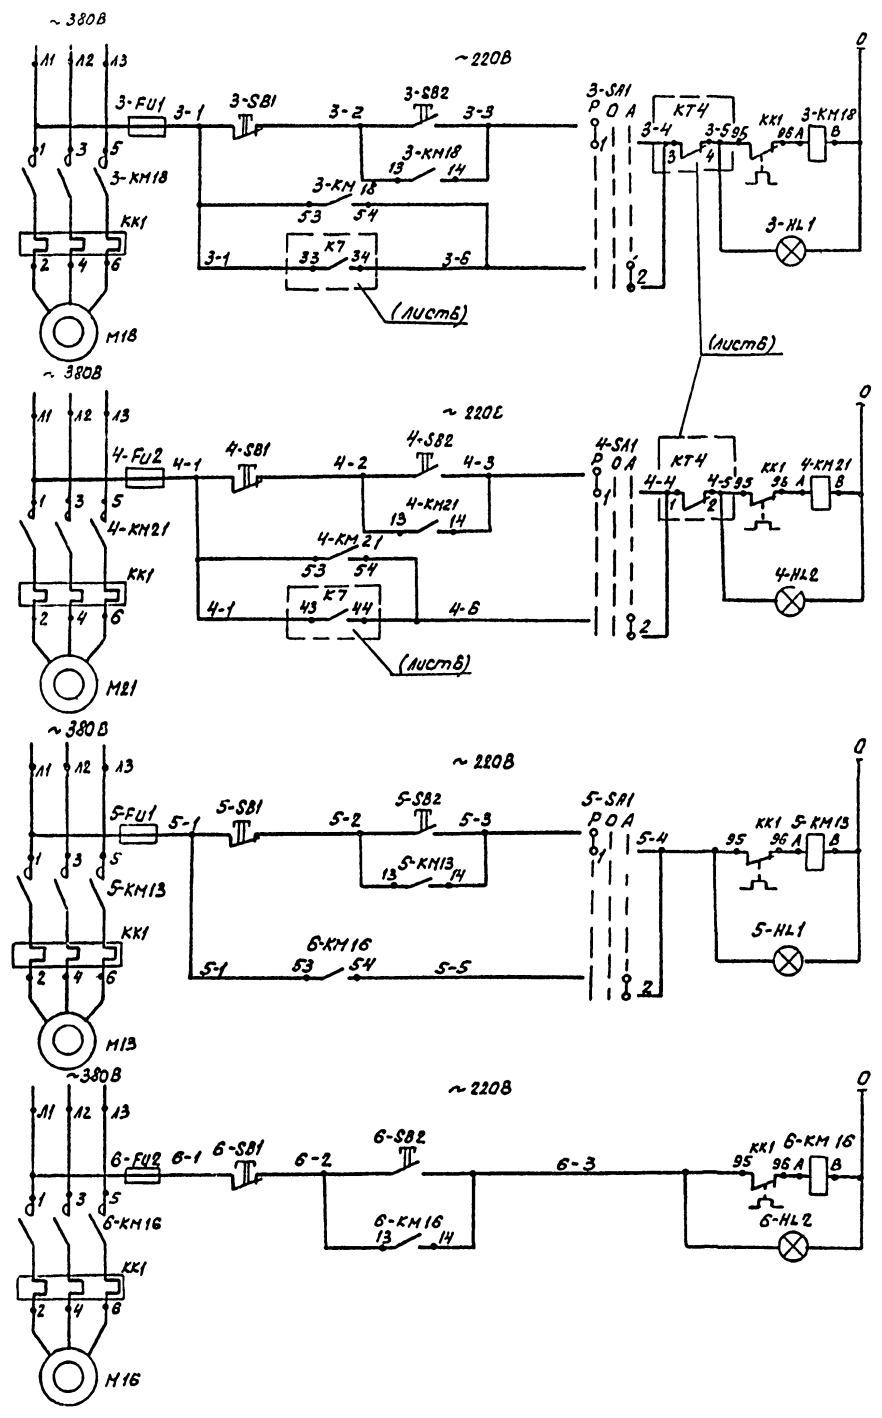 ~380В
Л1 Л2 Л3
~220В
0
3-FU1 3-1 3-SB1 3-2 3-SB2 3-3 3-SA1
Р О А
КТ4
3-4 3-5 95 КК1 96 А 3-КМ18 В
1 3 4
1 3 5
3-КМ18
13 3-КМ18 14
3-КМ 18
53 54
КК1
3-1 К7 3-6
33 34
2
3-HL1
2 4 6
(Лист6)
М18
(Лист6)
~380В
Л1 Л2 Л3
~220В
0
4-FU2 4-1 4-SB1 4-2 4-SB2 4-3 4-SA1
Р О А
КТ4
4-4 4-5 95 КК1 96 А 4-КМ21 В
1 1 2
1 3 5
4-КМ21
13 4-КМ21 14
4-КМ 21
53 54
КК1
К7
4-1 43 44 4-6
2
4-HL2
2 4 6
(Лист6)
М21
~380В
Л1 Л2 Л3
~220В
0
5-FU1 5-1 5-SB1 5-2 5-SB2 5-3 5-SA1
Р О А
5-4 95 КК1 96 А 5-КМ13 В
1
1 3 5
5-КМ13
13 5-КМ13 14
КК1
6-КМ16
5-1 53 54 5-5
2
5-HL1
2 4 6
М13
~380В
Л1 Л2 Л3
~220В
0
6-FU2 6-1 6-SB1 6-2 6-SB2 6-3
95 КК1 96 А 6-КМ 16 В
1 3 5
6-КМ16
13 6-КМ16 14
6-HL2
КК1
2 4 6
М16